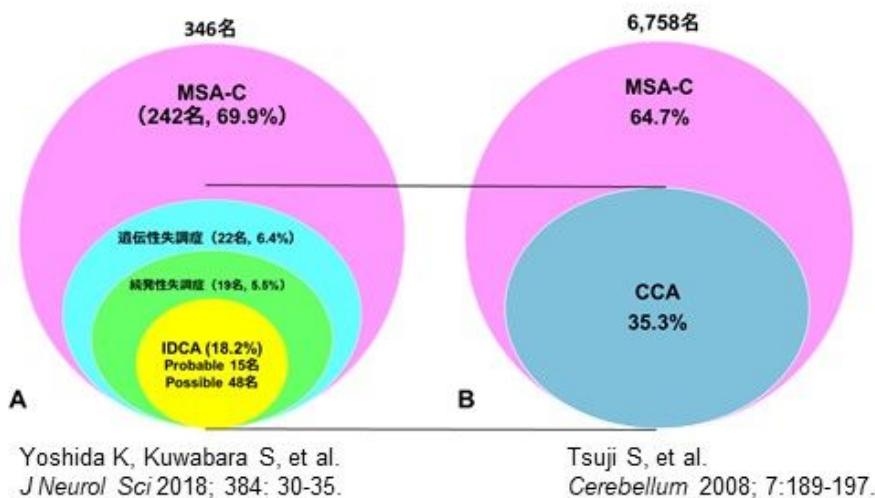 346名
MSA-C
(242名, 69.9%)
遺伝性失調症（22名, 6.4%）
続発性失調症（19名, 5.5%）
IDCA (18.2%)
Probable 15名
Possible 48名
A
Yoshida K, Kuwabara S, et al.
J Neurol Sci 2018; 384: 30-35.
6,758名
MSA-C
64.7%
CCA
35.3%
B
Tsuji S, et al.
Cerebellum 2008; 7:189-197.